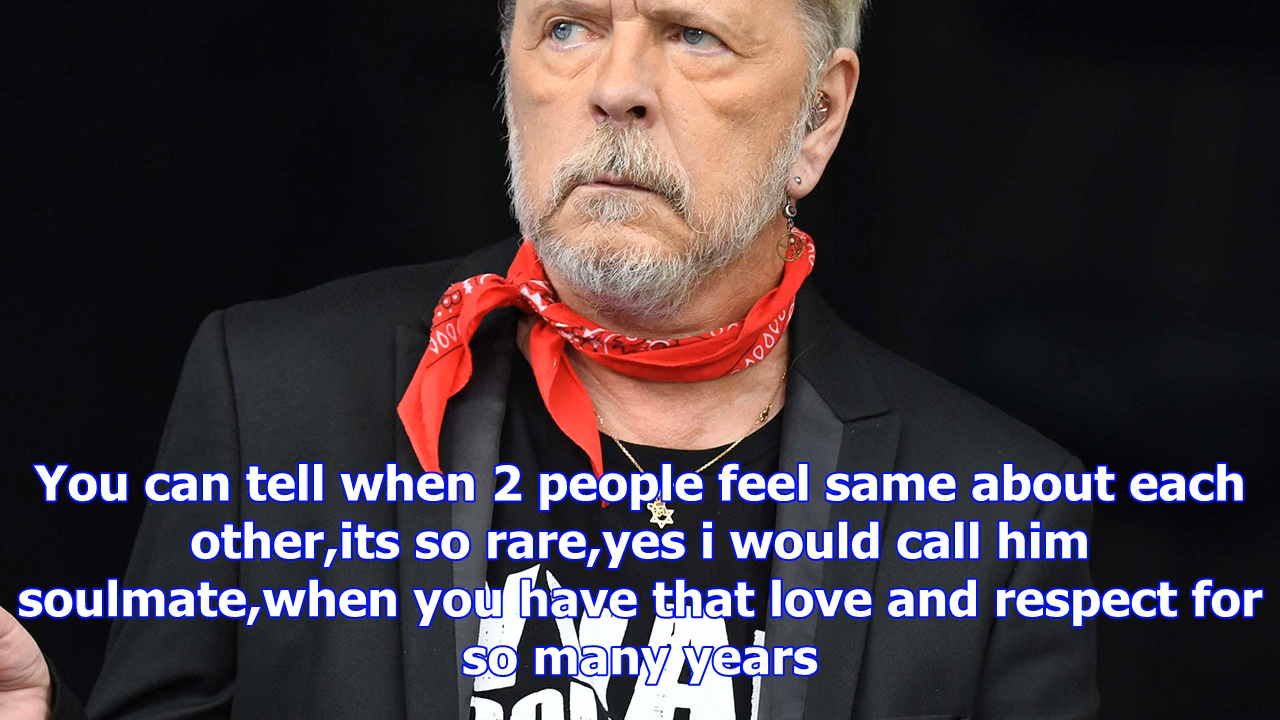 You can tell when 2 people feel same about each
other,its so rare,yes i would call him
soulmate,when you have that love and respect for
so many years